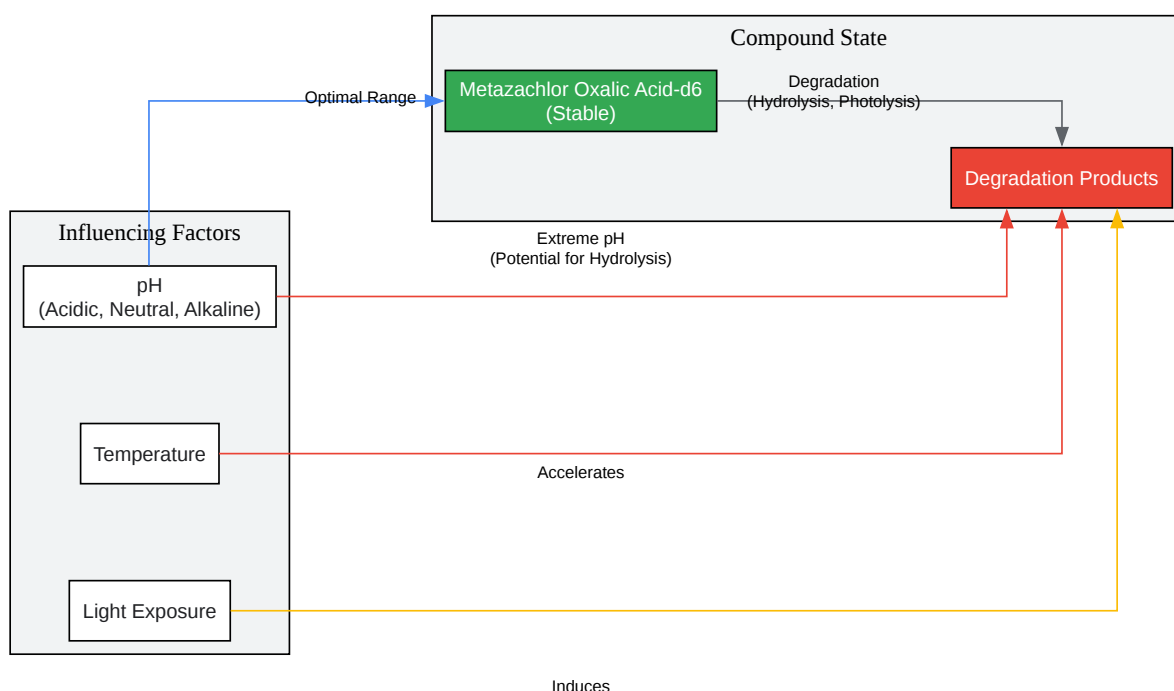 Compound State
Metazachlor Oxalic Acid-d6
(Stable)
Degradation
(Hydrolysis, Photolysis)
Optimal Range
Degradation Products
Influencing Factors
pH
(Acidic, Neutral, Alkaline)
Extreme pH
(Potential for Hydrolysis)
Temperature
Accelerates
Light Exposure
Induces